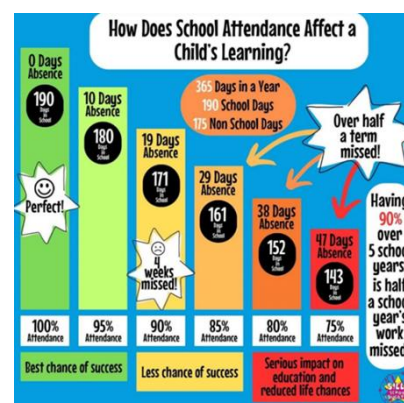 How Does School Attendance Affect a
Child's Learning?
0 Days
Absence
190
Days
in
School
Perfect!
10 Days
Absence
180
Days
in
School
19 Days
Absence
171
Days
in
School
4
weeks
missed!
365 Days in a Year
190 School Days
175 Non School Days
29 Days
Absence
161
Days
in
School
38 Days
Absence
152
Days
in
School
47 Days
Absence
143
Days
in
School
Over half
a term
missed!
Having
90%
over
5 schoo
years
is half
a schoo
year's
work
missed
100%
Attendance
95%
Attendance
90%
Attendance
85%
Attendance
80%
Attendance
75%
Attendance
Best chance of success
Less chance of success
Serious impact on
education and
reduced life chances